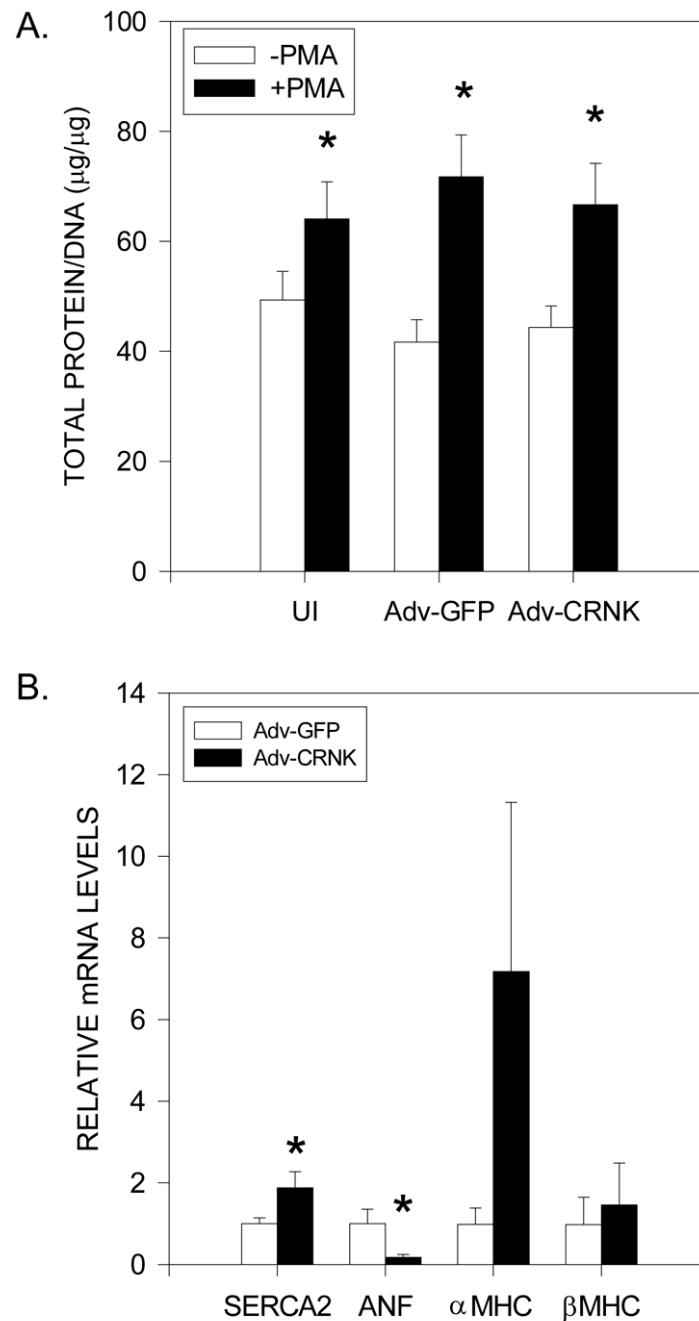 A.
100
-PMA
+PMA
*
*
*
80
60
40
20
0
TOTAL PROTEIN/DNA (µg/µg)
UI Adv-GFP Adv-CRNK
B.
14
Adv-GFP
Adv-CRNK
12
10
8
6
4
2
0
*
*
RELATIVE mRNA LEVELS
SERCA2 ANF αMHC βMHC